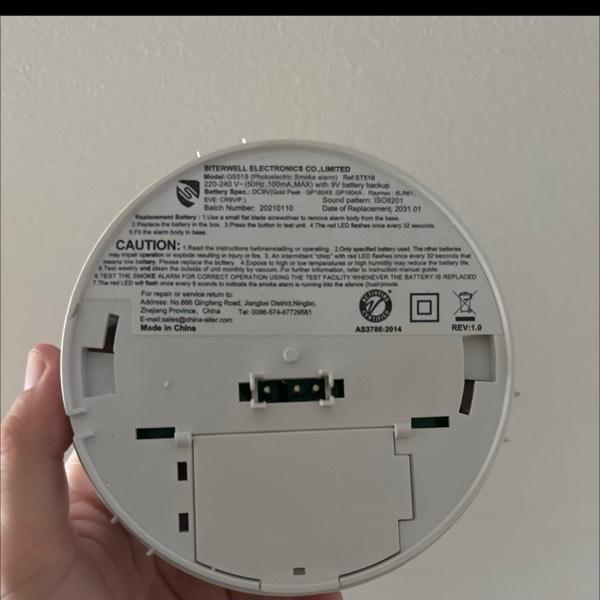 SITERWELL ELECTRONICS CO.,LIMITED
Model: GS519 (Photoelectric Smoke alarm) Ref:ST519
220-240 V~ (50Hz ,100mA,MAX) with 9V battery backup
Battery Spec.: DC9V(Gold Peak GP1604S GP1604A , Raymax : 6LR61;
EVE: CR9V/P.) Sound pattern: ISO8201
Batch Number: 20210110 Date of Replacement: 2031.01
Replacement Battery : 1.Use a small flat blade screwdriver to remove alarm body from the base.
2.Replace the battery in the box. 3.Press the button to test unit. 4.The red LED flashes once every 32 seconds.
5.Fit the alarm body in base.
CAUTION: 1.Read the instructions before installing or operating. 2.Only specified battery used. The other batteries
may impair operation or explode resulting in injury or fire. 3. An intermittent "chirp" with red LED flashes once every 32 seconds that
means low battery, Please replace the battery. 4.Expose to high or low temperatures or high humidity may reduce the battery life.
5.Test weekly and clean the outside of unit monthly by vacuum .For further information, refer to instruction manual guide.
6.TEST THE SMOKE ALARM FOR CORRECT OPERATION USING THE TEST FACILITY WHENEVER THE BATTERY IS REPLACED
7.The red LED will flash once every 8 seconds to indicate the smoke alarm is running into the silence (hush)mode.
For repair or service return to:
Address: No.666 Qingfeng Road, Jiangbei District,Ningbo,
Zhejiang Province, China Tel: 0086-574-87729581
E-mail:sales@china-siter.com
Made in China
ACTIVFIRE
CERTIFIED
AS3786:2014
REV:1.0